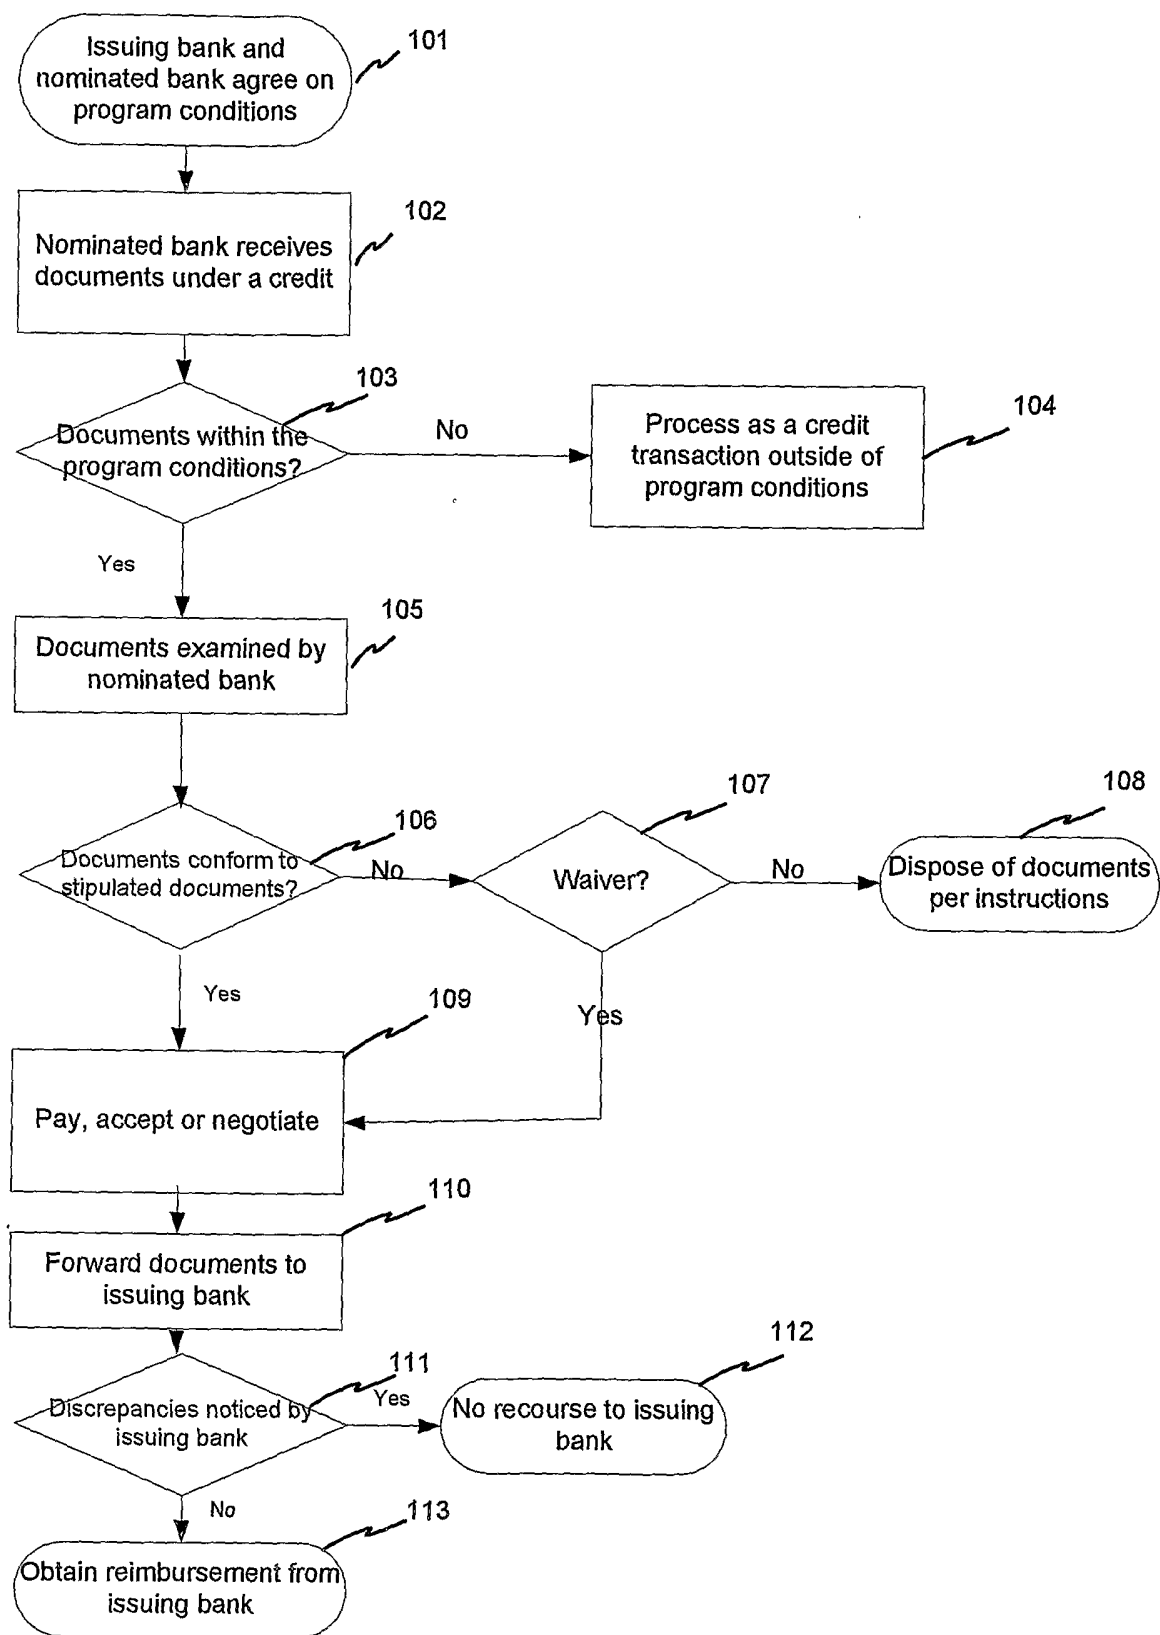 Issuing bank and
nominated bank agree on
program conditions
101
Nominated bank receives
documents under a credit
102
Documents within the
program conditions?
103
No
Process as a credit
transaction outside of
program conditions
104
Yes
Documents examined by
nominated bank
105
Documents conform to
stipulated documents?
106
No
Waiver?
107
No
Dispose of documents
per instructions
108
Yes
Yes
Pay, accept or negotiate
109
Forward documents to
issuing bank
110
Discrepancies noticed by
issuing bank
111
Yes
No recourse to issuing
bank
112
No
Obtain reimbursement from
issuing bank
113